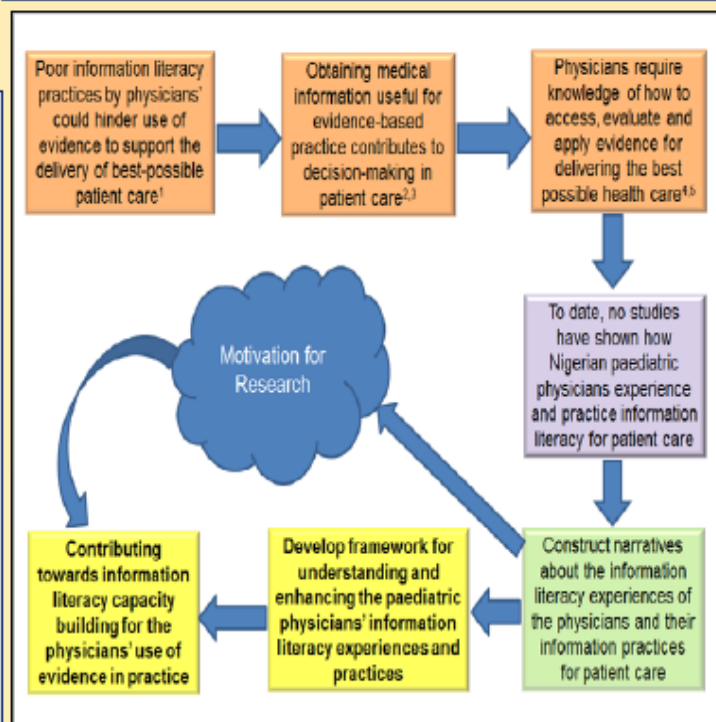 Poor information literacy
practices by physicians'
could hinder use of
evidence to support the
delivery of best-possible
patient care¹
Obtaining medical
information useful for
evidence-based
practice contributes to
decision-making in
patient care²,³
Physicians require
knowledge of how to
access, evaluate and
apply evidence for
delivering the best
possible health care⁴,⁵
To date, no studies
have shown how
Nigerian paediatric
physicians experience
and practice information
literacy for patient care
Motivation for
Research
Construct narratives
about the information
literacy experiences of
the physicians and their
information practices
for patient care
Develop framework for
understanding and
enhancing the paediatric
physicians' information
literacy experiences and
practices
Contributing
towards information
literacy capacity
building for the
physicians' use of
evidence in practice